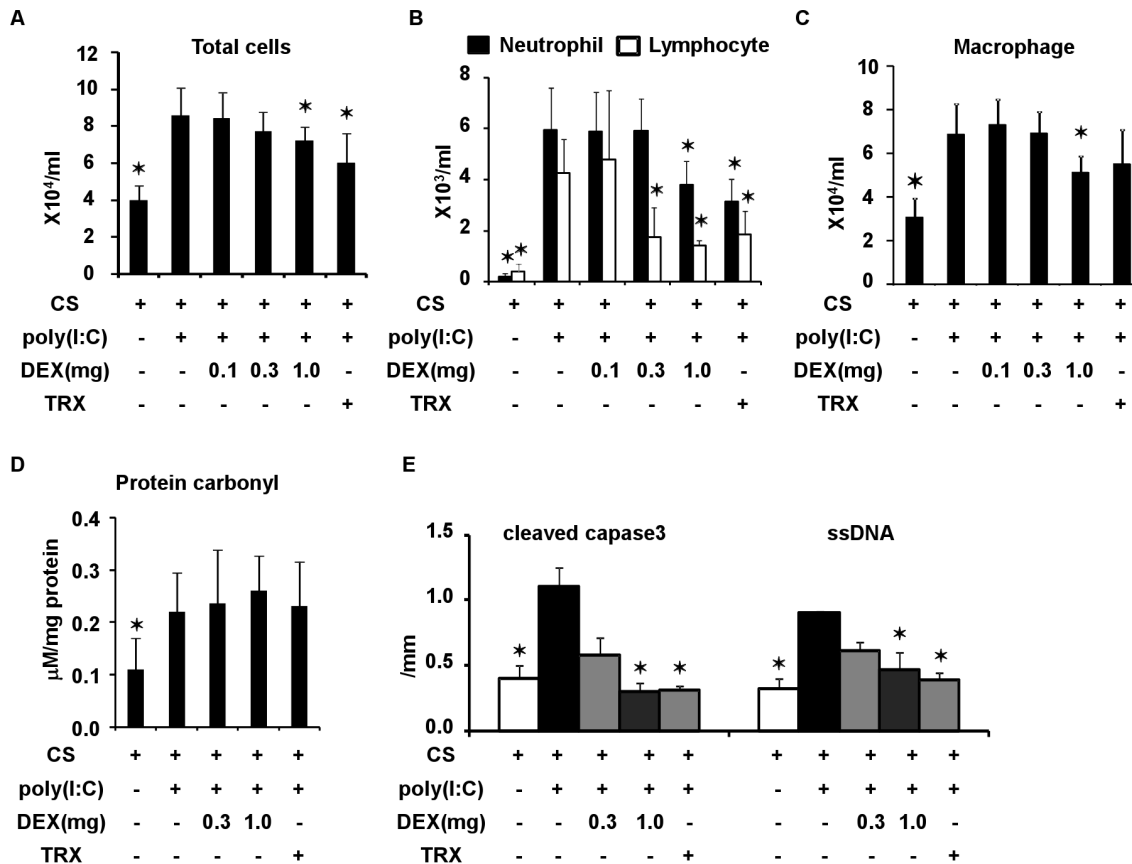 A
Total cells
12
10
8
6
4
2
0
X10⁴/ml
✶
✶
✶
CS + + + + + +
poly(I:C) - + + + + +
DEX(mg) - - 0.1 0.3 1.0 -
TRX - - - - - +
B
Neutrophil Lymphocyte
8
6
4
2
0
X10³/ml
✶ ✶ ✶ ✶ ✶ ✶ ✶
CS + + + + + +
poly(I:C) - + + + + +
DEX(mg) - - 0.1 0.3 1.0 -
TRX - - - - - +
C
Macrophage
10
8
6
4
2
0
X10⁴/ml
✶
✶
CS + + + + + +
poly(I:C) - + + + + +
DEX(mg) - - 0.1 0.3 1.0 -
TRX - - - - - +
D
Protein carbonyl
0.4
0.3
0.2
0.1
0.0
μM/mg protein
✶
CS + + + + +
poly(I:C) - + + + +
DEX(mg) - - 0.3 1.0 -
TRX - - - - +
E
cleaved capase3 ssDNA
1.5
1.0
0.5
0.0
/mm
✶ ✶ ✶ ✶ ✶ ✶
CS + + + + + + + + + +
poly(I:C) - + + + + - + + + +
DEX(mg) - - 0.3 1.0 - - - 0.3 1.0 -
TRX - - - - + - - - - +